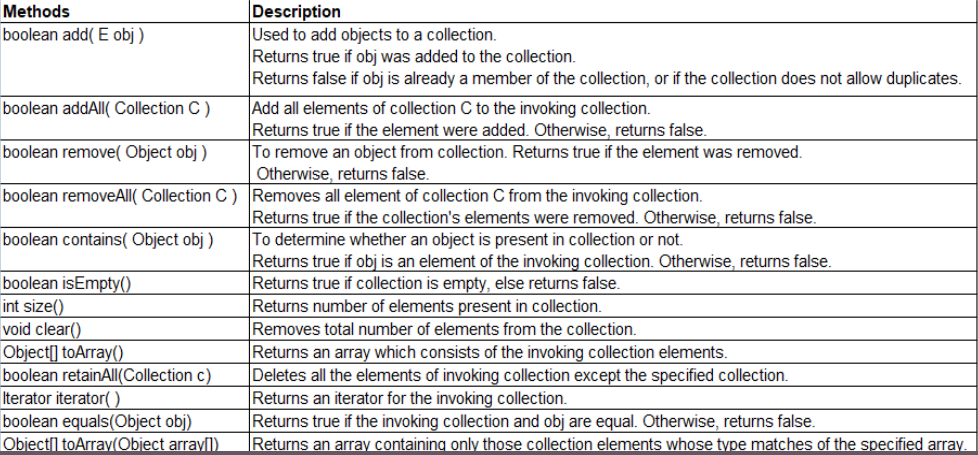 Methods Description
boolean add( E obj ) Used to add objects to a collection.
Returns true if obj was added to the collection.
Returns false if obj is already a member of the collection, or if the collection does not allow duplicates.
boolean addAll( Collection C ) Add all elements of collection C to the invoking collection.
Returns true if the element were added. Otherwise, returns false.
boolean remove( Object obj ) To remove an object from collection. Returns true if the element was removed.
Otherwise, returns false.
boolean removeAll( Collection C ) Removes all element of collection C from the invoking collection.
Returns true if the collection's elements were removed. Otherwise, returns false.
boolean contains( Object obj ) To determine whether an object is present in collection or not.
Returns true if obj is an element of the invoking collection. Otherwise, returns false.
boolean isEmpty() Returns true if collection is empty, else returns false.
int size() Returns number of elements present in collection.
void clear() Removes total number of elements from the collection.
Object[] toArray() Returns an array which consists of the invoking collection elements.
boolean retainAll(Collection c) Deletes all the elements of invoking collection except the specified collection.
Iterator iterator( ) Returns an iterator for the invoking collection.
boolean equals(Object obj) Returns true if the invoking collection and obj are equal. Otherwise, returns false.
Object[] toArray(Object array[]) Returns an array containing only those collection elements whose type matches of the specified array.